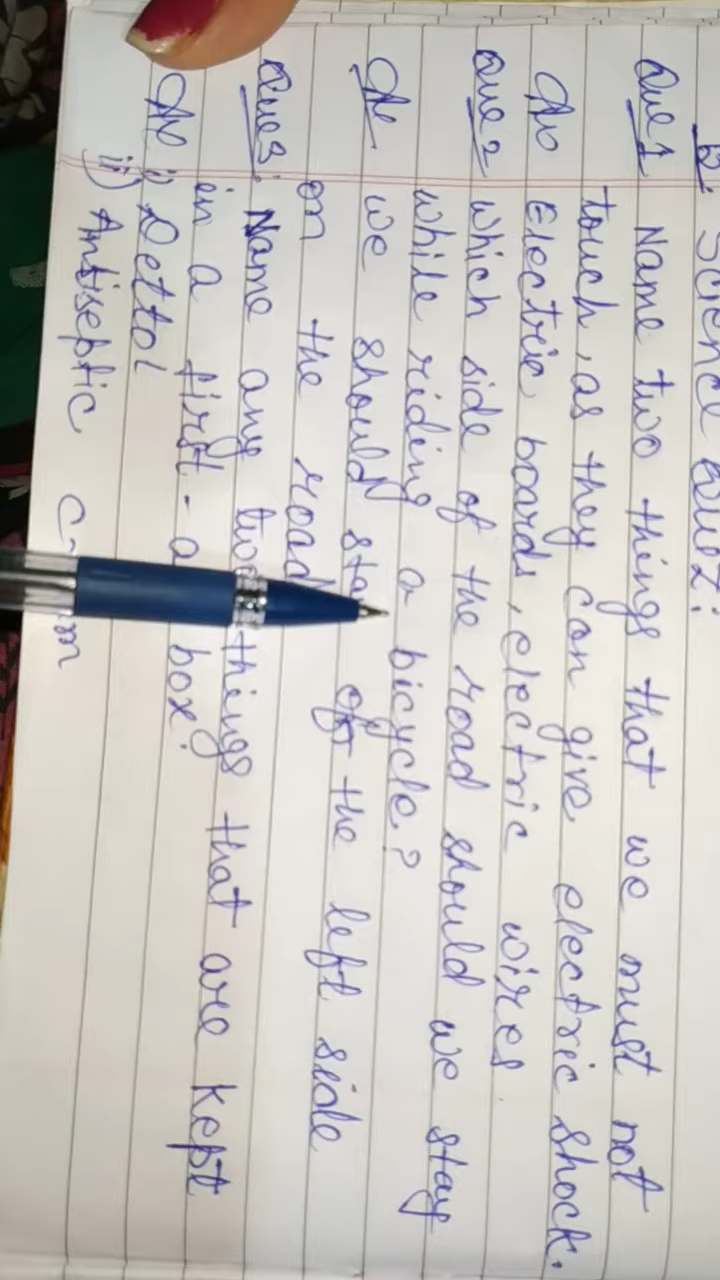 B. Science Quiz:
Que 1 Name two things that we must not
touch, as they can give electric shock.
Ans Electric boards, electric wires.
Que 2 which side of the road should we stay
while riding a bicycle?
Ans we should the left side
on the road
Que 3. Name any two things that are kept
in a first - box.
Ans i) Dettol
ii) Antiseptic